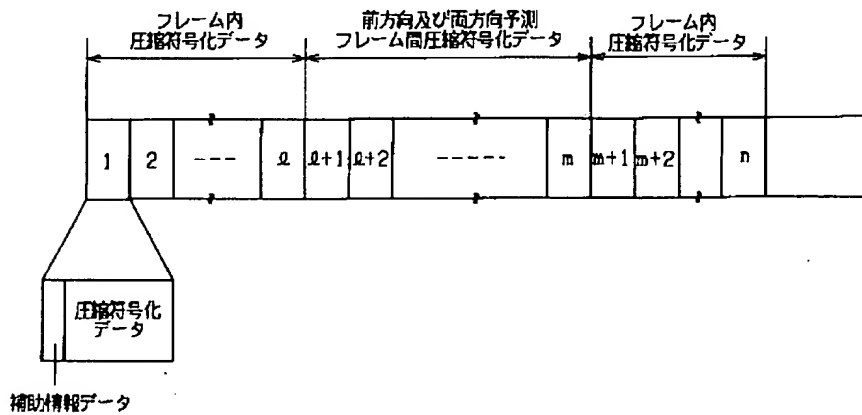 フレーム内
圧縮符号化データ
前方向及び両方向予測
フレーム間圧縮符号化データ
フレーム内
圧縮符号化データ
1 2 ---- ℓ ℓ+1 ℓ+2 ----- m m+1 m+2 n
圧縮符号化
データ
補助情報データ